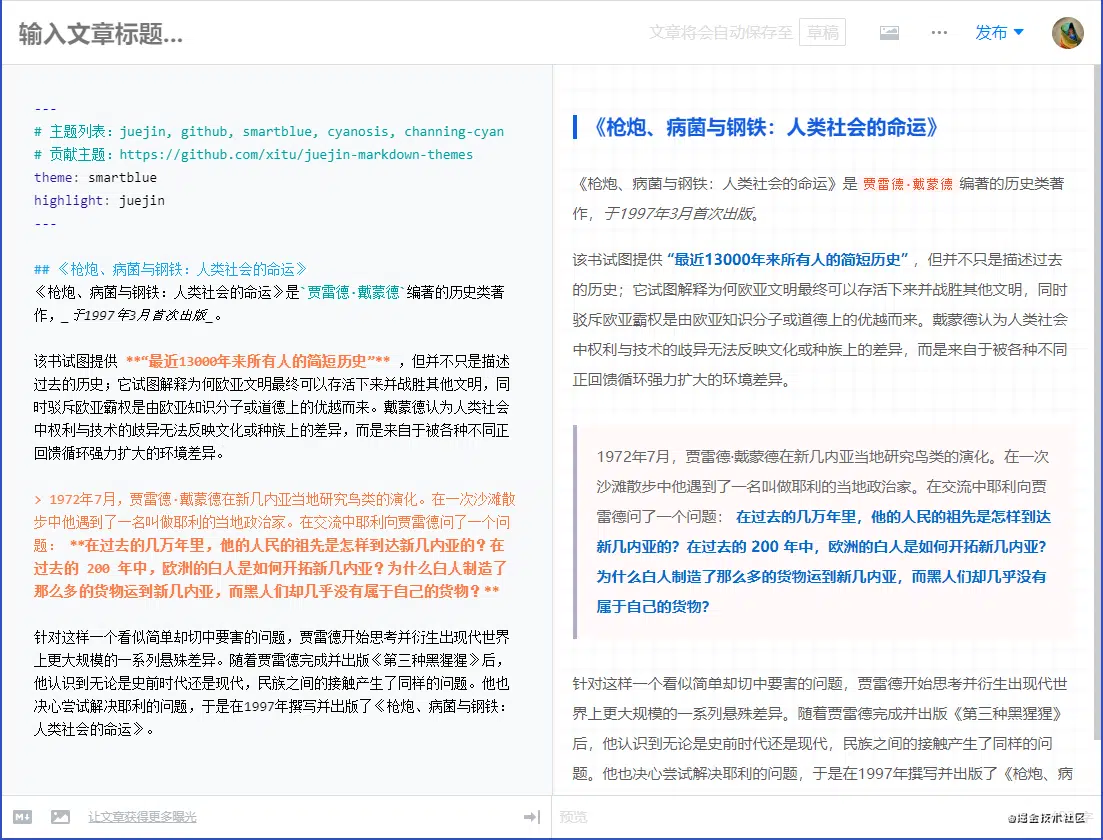 输入文章标题...
文章将会自动保存至 草稿
发布
---
# 主题列表：juejin, github, smartblue, cyanosis, channing-cyan
# 贡献主题：https://github.com/xitu/juejin-markdown-themes
theme: smartblue
highlight: juejin
---
## 《枪炮、病菌与钢铁：人类社会的命运》
《枪炮、病菌与钢铁：人类社会的命运》是`贾雷德·戴蒙德`编著的历史类著
作，_于1997年3月首次出版_。
该书试图提供 **“最近13000年来所有人的简短历史”** ，但并不只是描述
过去的历史；它试图解释为何欧亚文明最终可以存活下来并战胜其他文明，同
时驳斥欧亚霸权是由欧亚知识分子或道德上的优越而来。戴蒙德认为人类社会
中权利与技术的歧异无法反映文化或种族上的差异，而是来自于被各种不同正
回馈循环强力扩大的环境差异。
> 1972年7月，贾雷德·戴蒙德在新几内亚当地研究鸟类的演化。在一次沙滩散
步中他遇到了一名叫做耶利的当地政治家。在交流中耶利向贾雷德问了一个问
题： **在过去的几万年里，他的人民的祖先是怎样到达新几内亚的？在
过去的 200 年中，欧洲的白人是如何开拓新几内亚？为什么白人制造了
那么多的货物运到新几内亚，而黑人们却几乎没有属于自己的货物？**
针对这样一个看似简单却切中要害的问题，贾雷德开始思考并衍生出现代世界
上更大规模的一系列悬殊差异。随着贾雷德完成并出版《第三种黑猩猩》后，
他认识到无论是史前时代还是现代，民族之间的接触产生了同样的问题。他也
决心尝试解决耶利的问题，于是在1997年撰写并出版了《枪炮、病菌与钢铁：
人类社会的命运》。
《枪炮、病菌与钢铁：人类社会的命运》
《枪炮、病菌与钢铁：人类社会的命运》是 贾雷德·戴蒙德 编著的历史类著
作，于1997年3月首次出版。
该书试图提供 “最近13000年来所有人的简短历史” ，但并不只是描述过去
的历史；它试图解释为何欧亚文明最终可以存活下来并战胜其他文明，同时
驳斥欧亚霸权是由欧亚知识分子或道德上的优越而来。戴蒙德认为人类社会
中权利与技术的歧异无法反映文化或种族上的差异，而是来自于被各种不同
正回馈循环强力扩大的环境差异。
1972年7月，贾雷德·戴蒙德在新几内亚当地研究鸟类的演化。在一次
沙滩散步中他遇到了一名叫做耶利的当地政治家。在交流中耶利向贾
雷德问了一个问题： 在过去的几万年里，他的人民的祖先是怎样到达
新几内亚的？在过去的 200 年中，欧洲的白人是如何开拓新几内亚？
为什么白人制造了那么多的货物运到新几内亚，而黑人们却几乎没有
属于自己的货物？
针对这样一个看似简单却切中要害的问题，贾雷德开始思考并衍生出现代世
界上更大规模的一系列悬殊差异。随着贾雷德完成并出版《第三种黑猩猩》
后，他认识到无论是史前时代还是现代，民族之间的接触产生了同样的问
题。他也决心尝试解决耶利的问题，于是在1997年撰写并出版了《枪炮、病
M↓ 让文章获得更多曝光
预览
@掘金技术社区